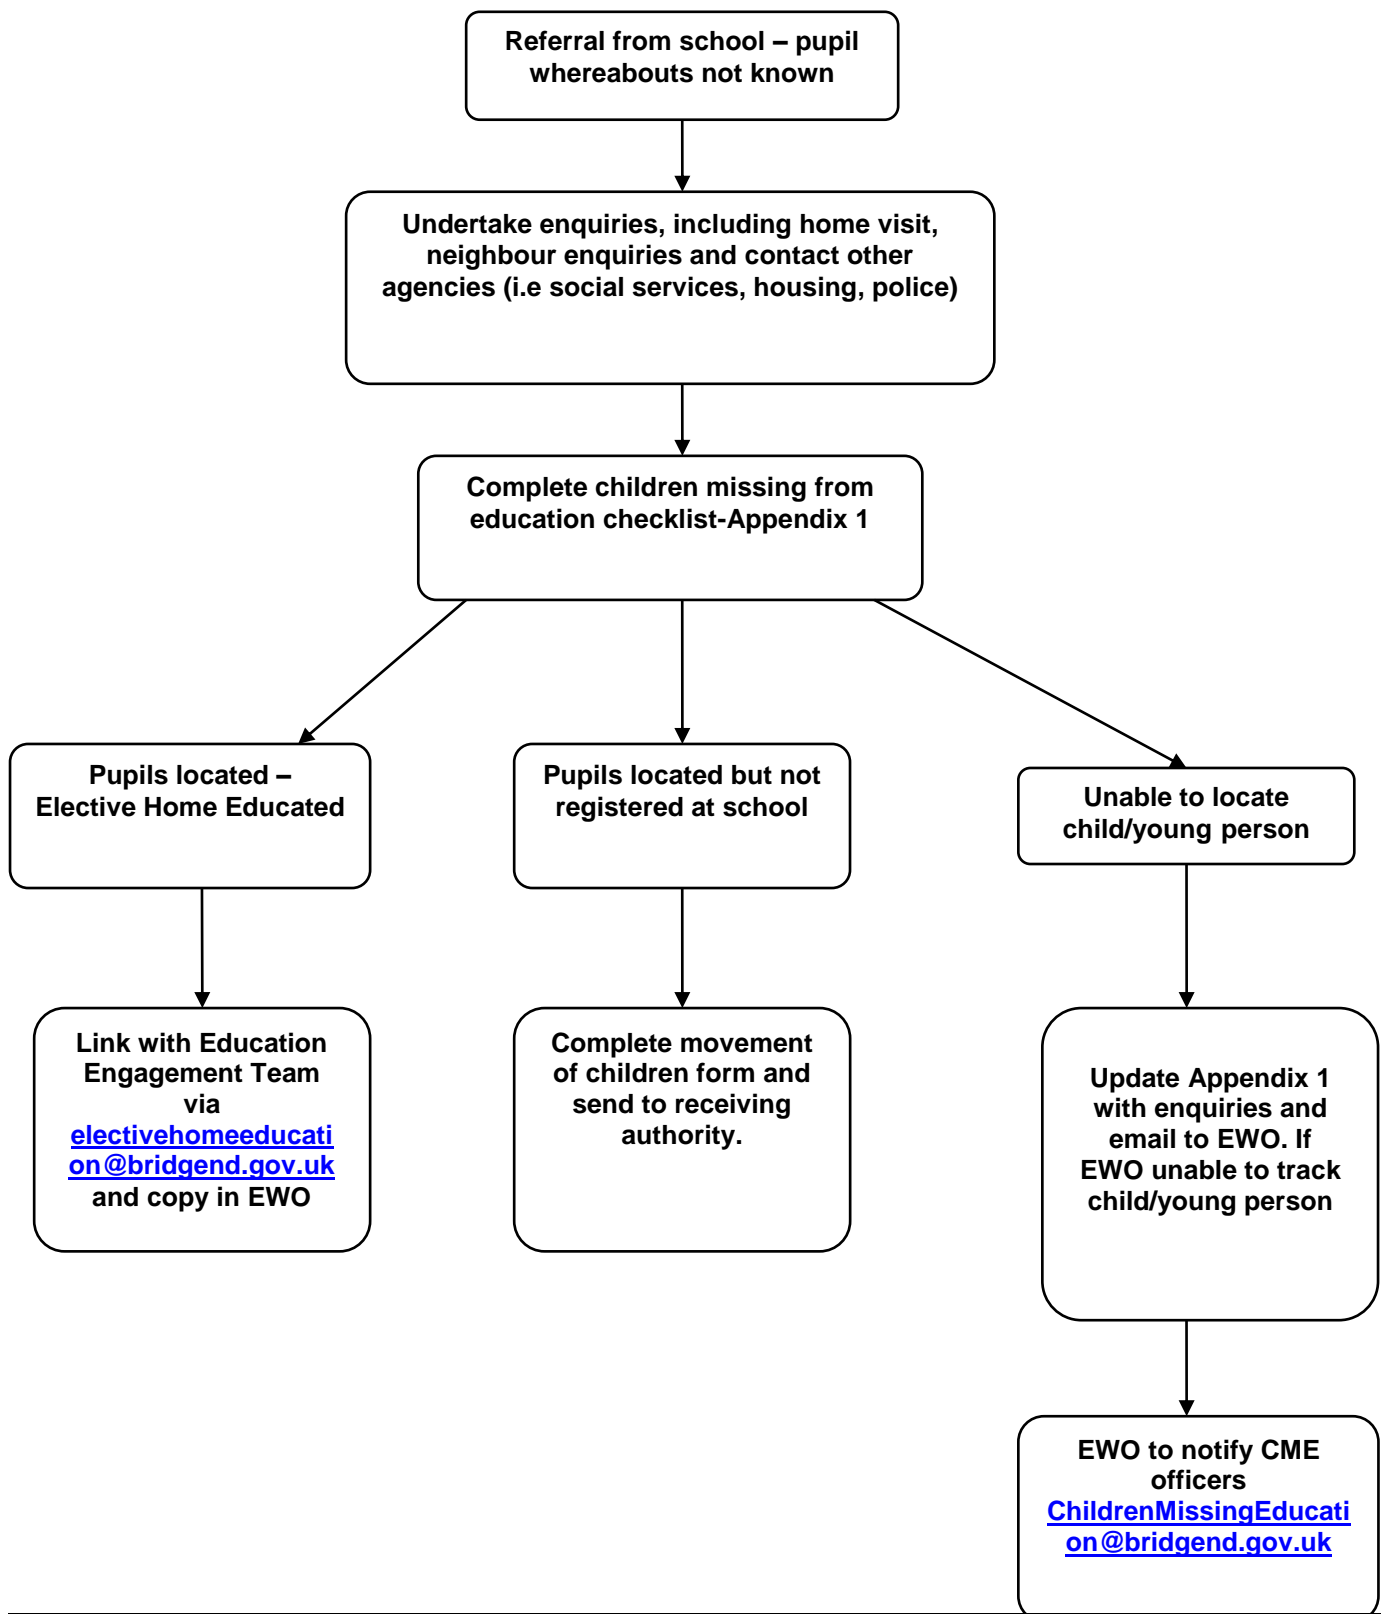 Referral from school – pupil
whereabouts not known
Undertake enquiries, including home visit,
neighbour enquiries and contact other
agencies (i.e social services, housing, police)
Complete children missing from
education checklist-Appendix 1
Pupils located –
Elective Home Educated
Pupils located but not
registered at school
Unable to locate
child/young person
Link with Education
Engagement Team
via
electivehomeeducati
on@bridgend.gov.uk
and copy in EWO
Complete movement
of children form and
send to receiving
authority.
Update Appendix 1
with enquiries and
email to EWO. If
EWO unable to track
child/young person
EWO to notify CME
officers
ChildrenMissingEducati
on@bridgend.gov.uk